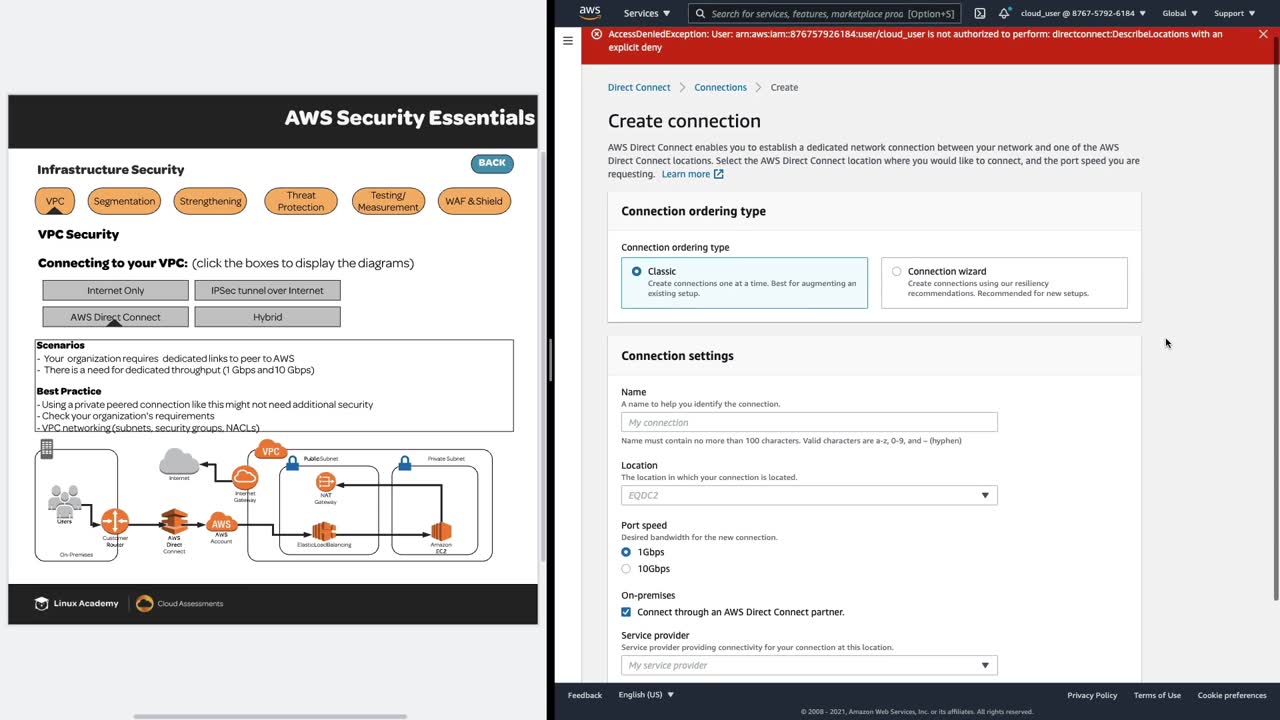 AWS Security Essentials
Infrastructure Security
BACK
VPC
Segmentation
Strengthening
Threat
Protection
Testing/
Measurement
WAF & Shield
VPC Security
Connecting to your VPC: (click the boxes to display the diagrams)
Internet Only
IPSec tunnel over Internet
AWS Direct Connect
Hybrid
Scenarios
- Your organization requires dedicated links to peer to AWS
- There is a need for dedicated throughput (1 Gbps and 10 Gbps)
Best Practice
- Using a private peered connection like this might not need additional security
- Check your organization's requirements
- VPC networking (subnets, security groups, NACLs)
VPC
Public Subnet
Private Subnet
Internet
Internet
Gateway
NAT
Gateway
Users
Customer
Router
AWS
Direct
Connect
AWS
AWS
Account
ElasticLoadBalancing
Amazon
EC2
On-Premises
Linux Academy
Cloud Assessments
aws
Services
Search for services, features, marketplace proc [Option+S]
cloud_user @ 8767-5792-6184
Global
Support
AccessDeniedException: User: arn:aws:iam::876757926184:user/cloud_user is not authorized to perform: directconnect:DescribeLocations with an
explicit deny
Direct Connect
Connections
Create
Create connection
AWS Direct Connect enables you to establish a dedicated network connection between your network and one of the AWS
Direct Connect locations. Select the AWS Direct Connect location where you would like to connect, and the port speed you are
requesting. Learn more
Connection ordering type
Connection ordering type
Classic
Create connections one at a time. Best for augmenting an
existing setup.
Connection wizard
Create connections using our resiliency
recommendations. Recommended for new setups.
Connection settings
Name
A name to help you identify the connection.
My connection
Name must contain no more than 100 characters. Valid characters are a-z, 0-9, and – (hyphen)
Location
The location in which your connection is located.
EQDC2
Port speed
Desired bandwidth for the new connection.
1Gbps
10Gbps
On-premises
Connect through an AWS Direct Connect partner.
Service provider
Service provider providing connectivity for your connection at this location.
My service provider
Feedback
English (US)
Privacy Policy
Terms of Use
Cookie preferences
© 2008 - 2021, Amazon Web Services, Inc. or its affiliates. All rights reserved.